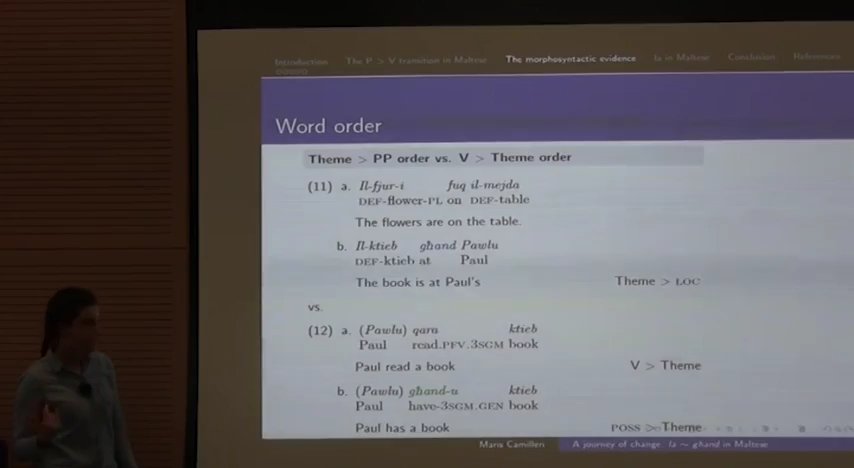 Introduction The P > V transition in Maltese The morphosyntactic evidence la in Maltese Conclusion References
Word order
Theme > PP order vs. V > Theme order
(11) a. Il-fjur-i fuq il-mejda
DEF-flower-PL on DEF-table
The flowers are on the table.
b. Il-ktieb għand Pawlu
DEF-ktieb at Paul
The book is at Paul's Theme > LOC
vs.
(12) a. (Pawlu) qara ktieb
Paul read.PFV.3SGM book
Paul read a book V > Theme
b. (Pawlu) għand-u ktieb
Paul have-3SGM.GEN book
Paul has a book POSS > Theme
Maris Camilleri A journey of change la ~ għand in Maltese